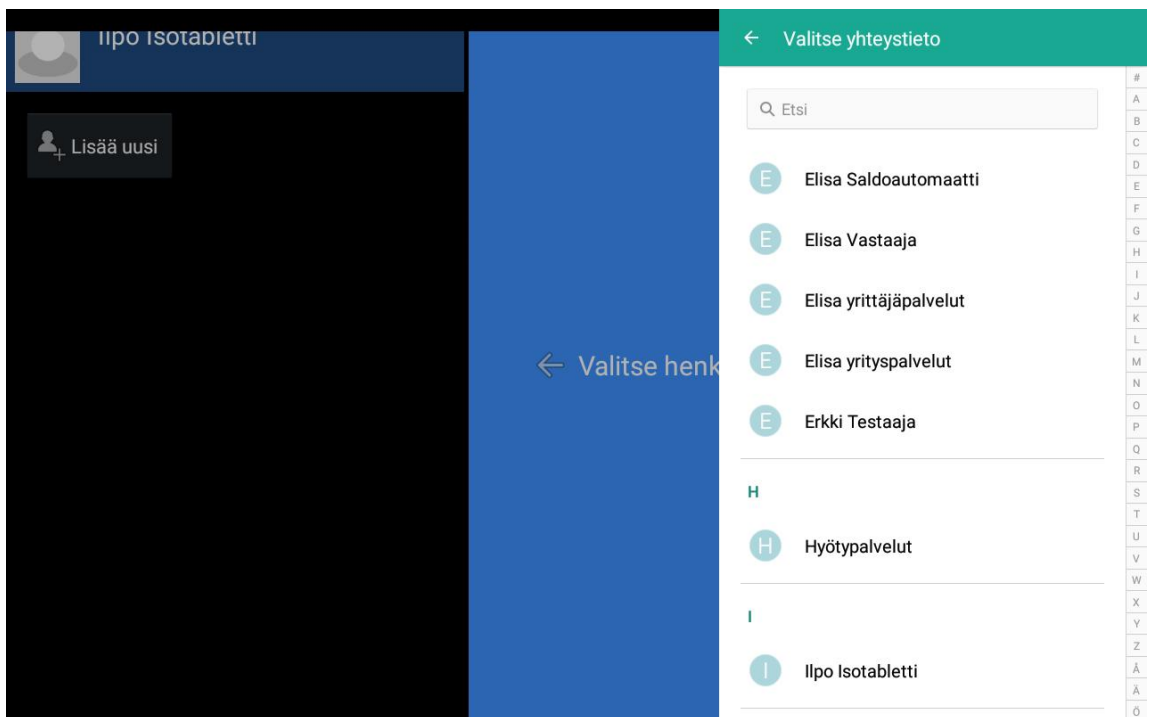 Ilpo Isotabletti
Lisää uusi
Valitse henk
Valitse yhteystieto
Etsi
E Elisa Saldoautomaatti
E Elisa Vastaaja
E Elisa yrittäjäpalvelut
E Elisa yrityspalvelut
E Erkki Testaaja
H
H Hyötypalvelut
I
I Ilpo Isotabletti
#
A
B
C
D
E
F
G
H
I
J
K
L
M
N
O
P
Q
R
S
T
U
V
W
X
Y
Z
Å
Ä
Ö